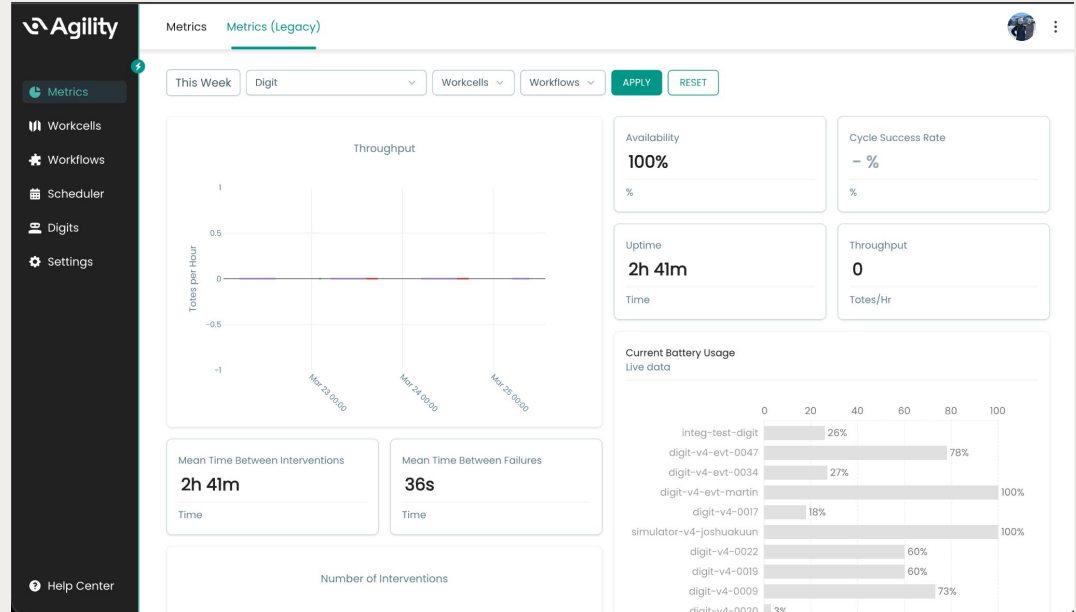 Agility
Metrics
Workcells
Workflows
Scheduler
Digits
Settings
Help Center
Metrics Metrics (Legacy)
This Week Digit Workcells Workflows APPLY RESET
Throughput
Totes per Hour
1
0.5
0
−0.5
−1
Mar 23 00:00
Mar 24 00:00
Mar 25 00:00
Availability
100%
%
Cycle Success Rate
– %
%
Uptime
2h 41m
Time
Throughput
0
Totes/Hr
Mean Time Between Interventions
2h 41m
Time
Mean Time Between Failures
36s
Time
Number of Interventions
Current Battery Usage
Live data
0 20 40 60 80 100
integ-test-digit 26%
digit-v4-evt-0047 78%
digit-v4-evt-0034 27%
digit-v4-evt-martin 100%
digit-v4-0017 18%
simulator-v4-joshuakuun 100%
digit-v4-0022 60%
digit-v4-0019 60%
digit-v4-0009 73%
digit-v4-0020 3%